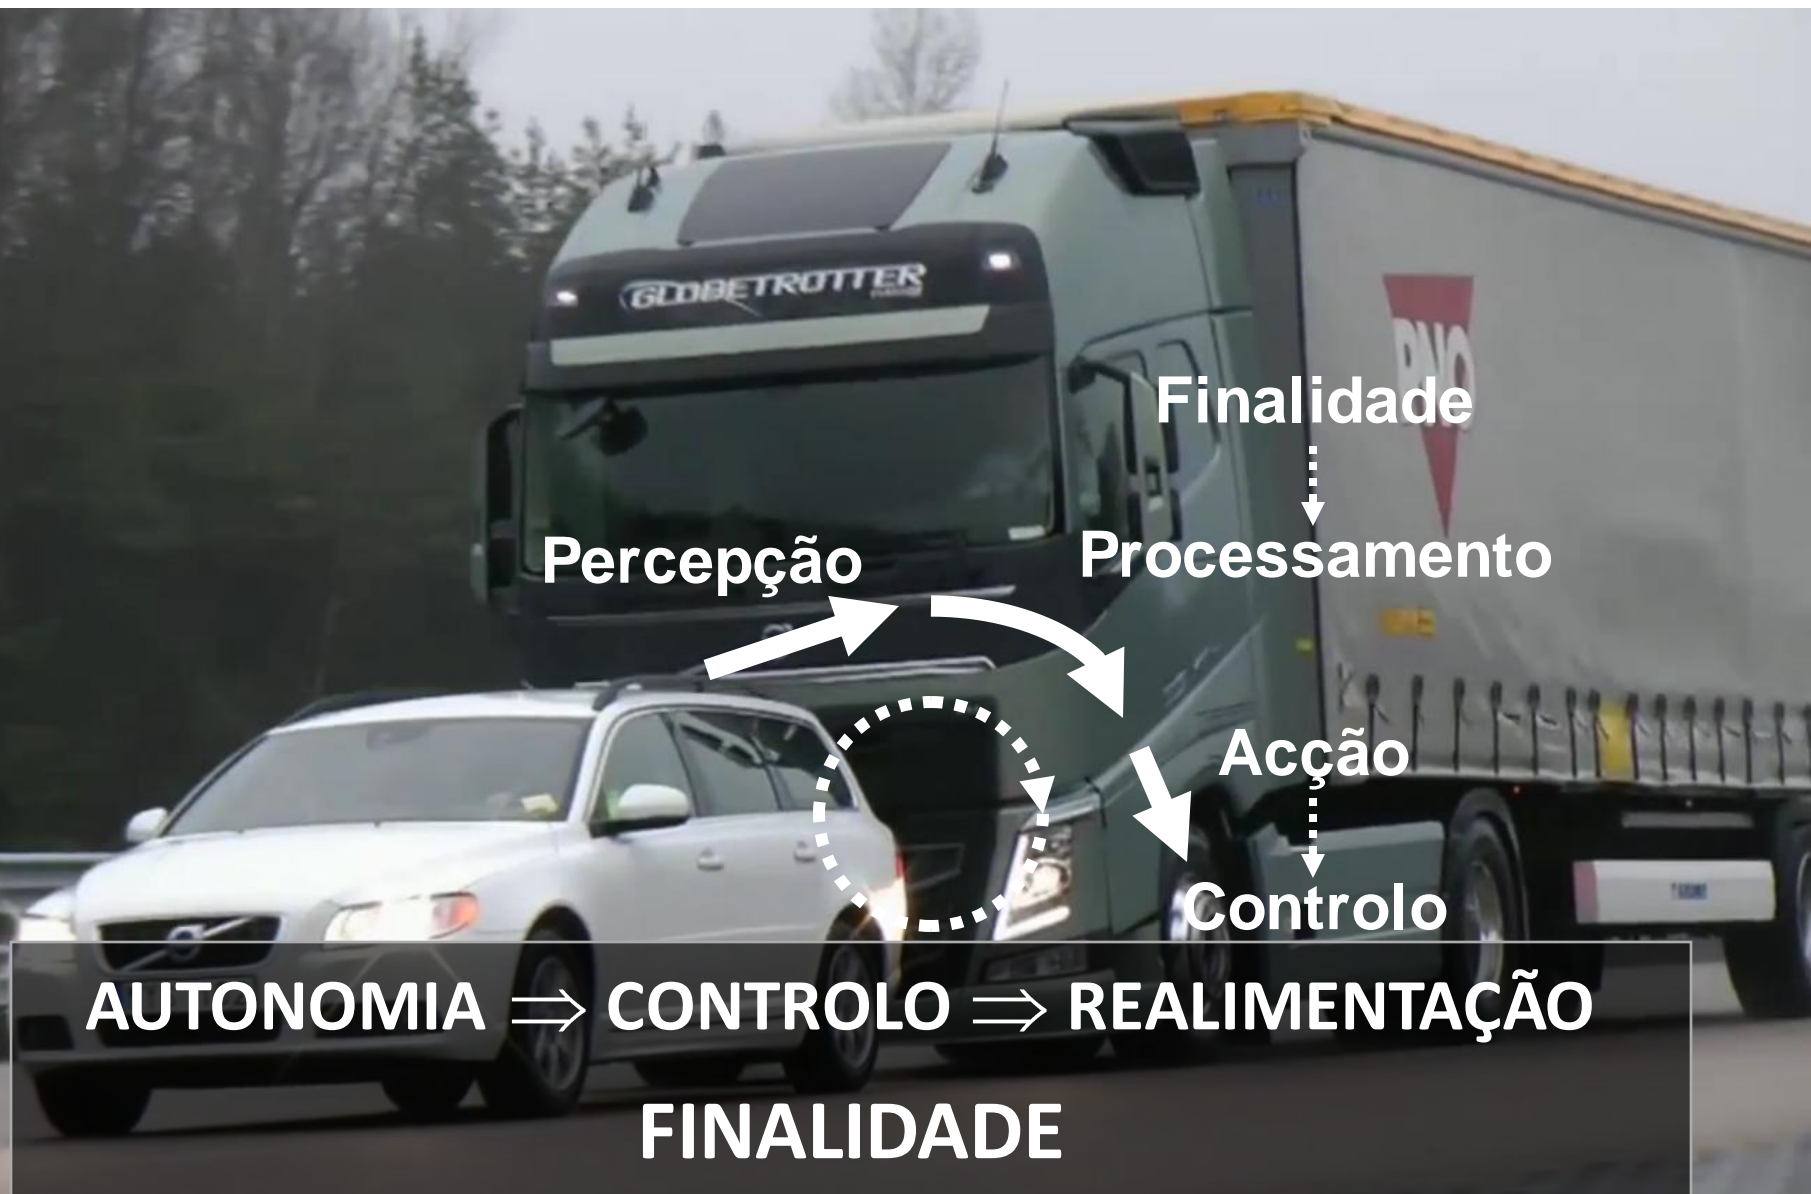 GLOBETROTTER
Finalidade
Percepção
Processamento
Acção
Controlo
AUTONOMIA ⇒ CONTROLO ⇒ REALIMENTAÇÃO
FINALIDADE